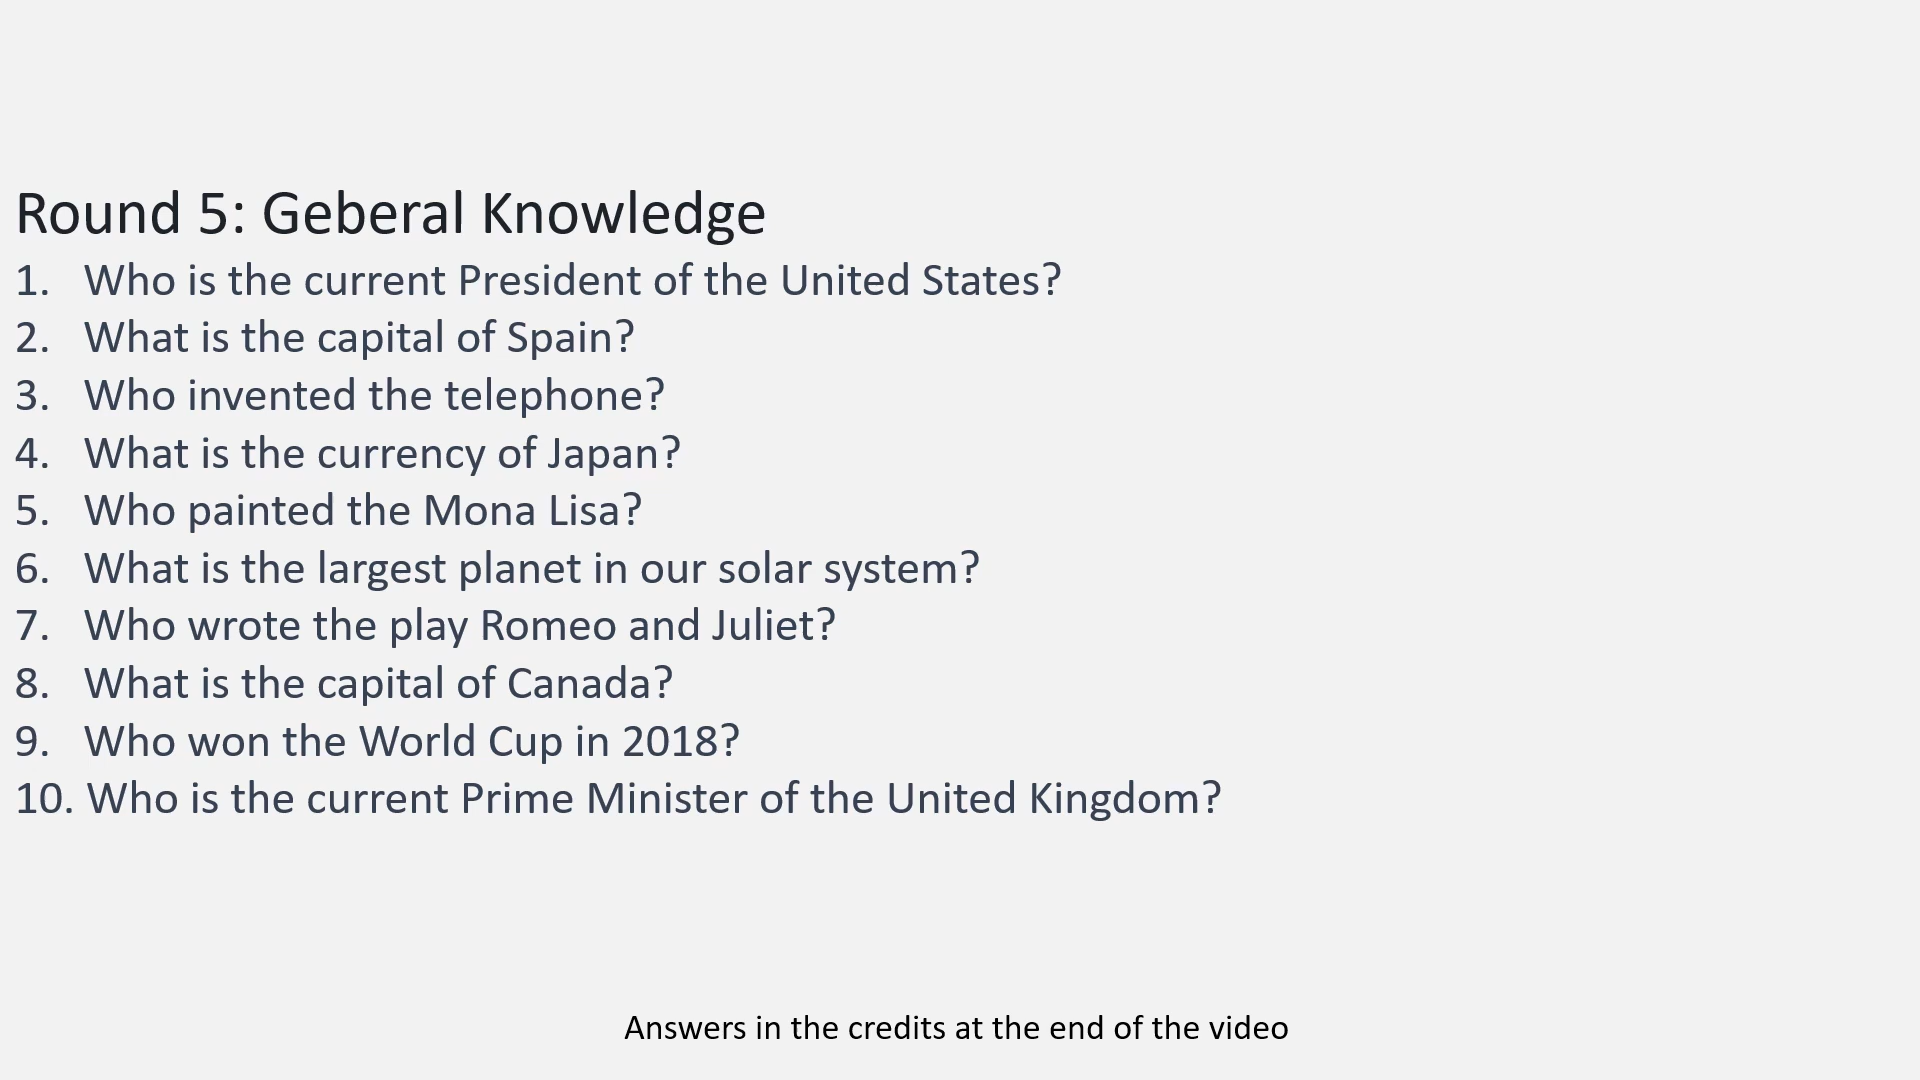 Round 5: Geberal Knowledge
1. Who is the current President of the United States?
2. What is the capital of Spain?
3. Who invented the telephone?
4. What is the currency of Japan?
5. Who painted the Mona Lisa?
6. What is the largest planet in our solar system?
7. Who wrote the play Romeo and Juliet?
8. What is the capital of Canada?
9. Who won the World Cup in 2018?
10. Who is the current Prime Minister of the United Kingdom?
Answers in the credits at the end of the video